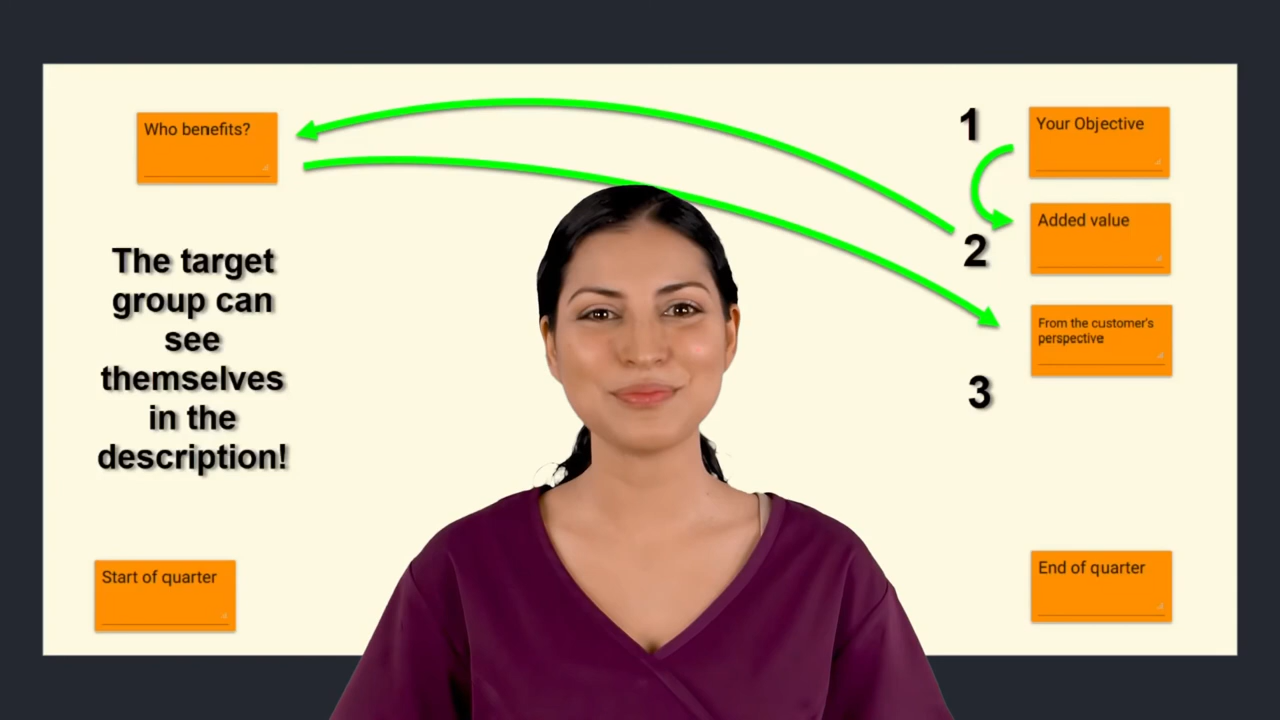 Who benefits?
The target
group can
see
themselves
in the
description!
Start of quarter
1
Your Objective
Added value
2
From the customer's
perspective
3
End of quarter